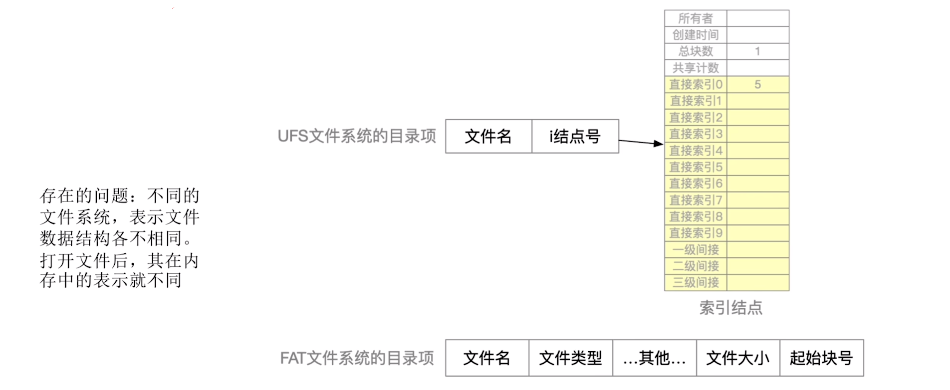 所有者
创建时间
总块数 1
共享计数
直接索引0 5
直接索引1
直接索引2
直接索引3
直接索引4
直接索引5
直接索引6
直接索引7
直接索引8
直接索引9
一级间接
二级间接
三级间接
索引结点
UFS文件系统的目录项 文件名 i结点号
存在的问题：不同的
文件系统，表示文件
数据结构各不相同。
打开文件后，其在内
存中的表示就不同
FAT文件系统的目录项 文件名 文件类型 …其他… 文件大小 起始块号